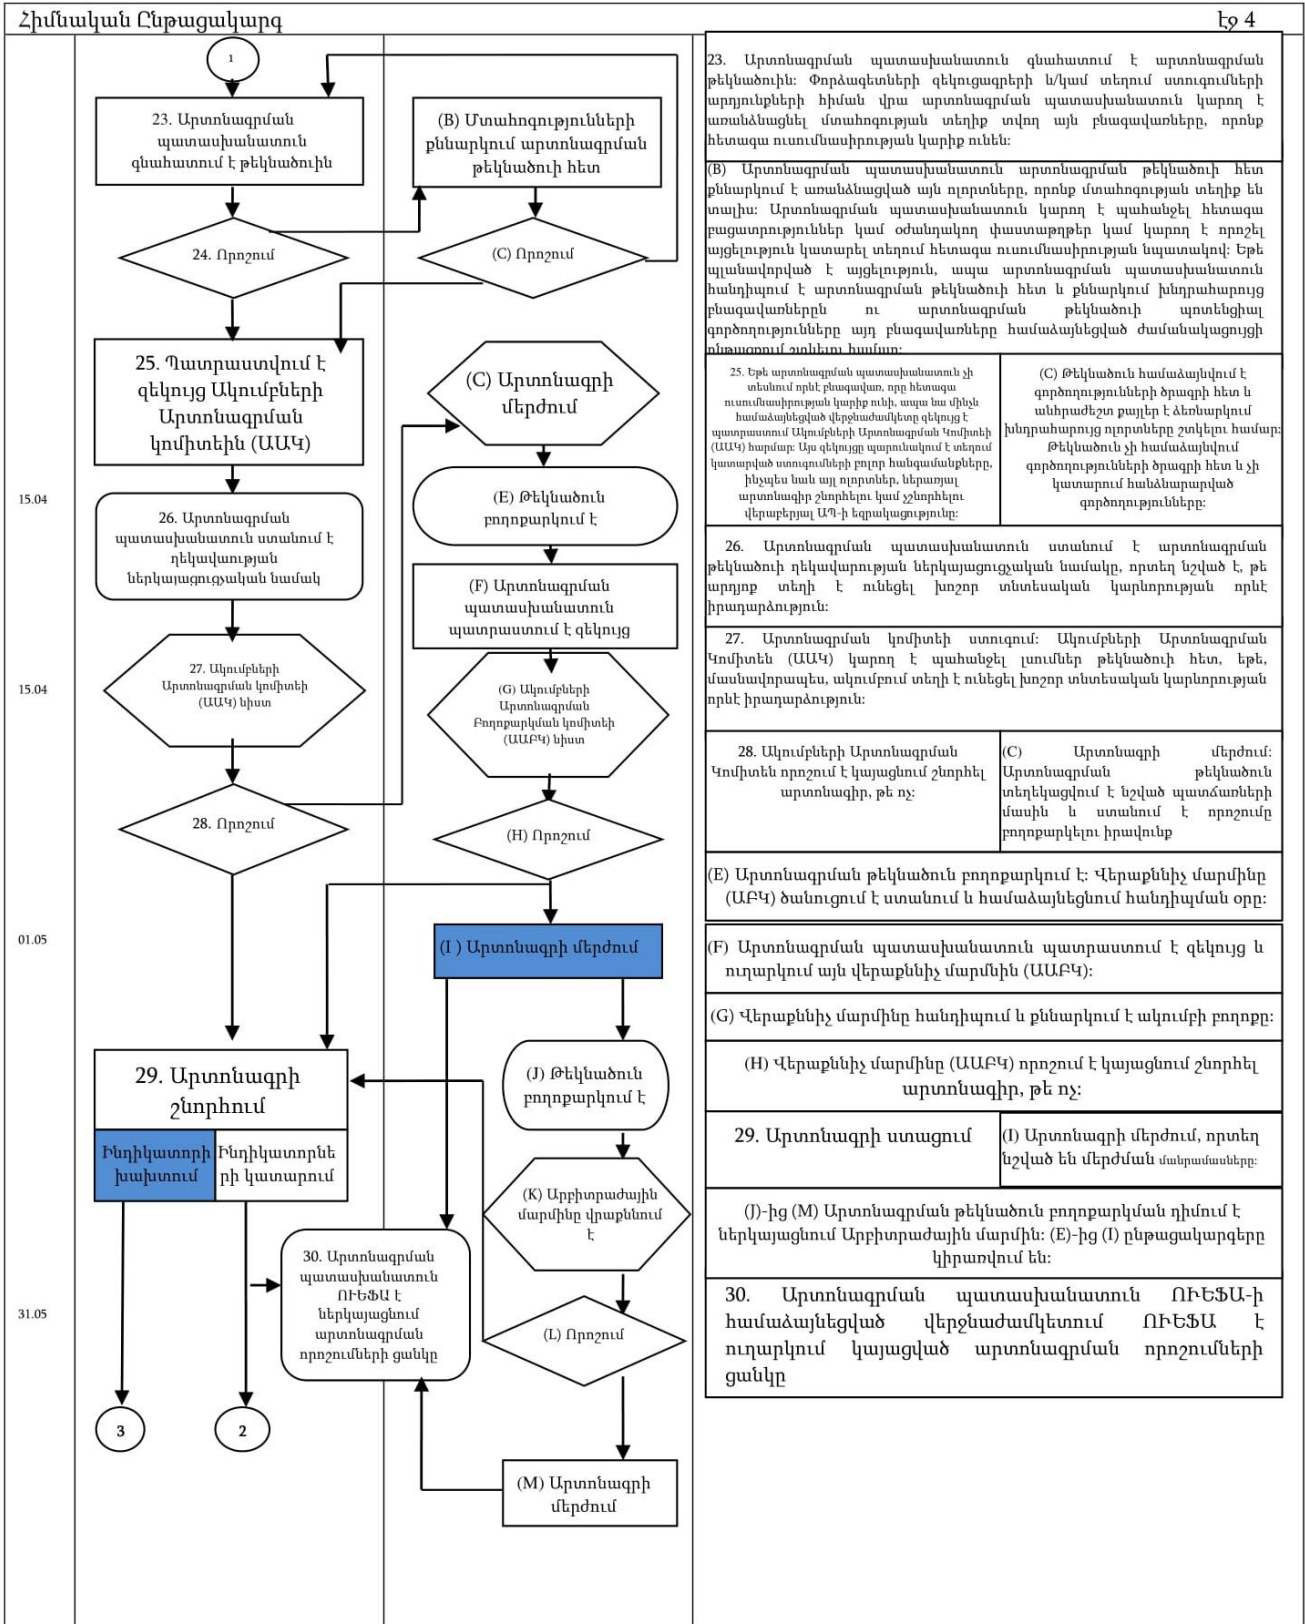 Հիմնական Ընթացակարգ
էջ 4
1
23. Արտոնագրման
պատասխանատուն
գնահատում է թեկնածուին
(B) Մտահոգությունների
քննարկում արտոնագրման
թեկնածուի հետ
24. Որոշում
(C) Որոշում
25. Պատրաստվում է
զեկույց Ակումբների
Արտոնագրման
կոմիտեին (ԱԱԿ)
(C) Արտոնագրի
մերժում
15.04
26. Արտոնագրման
պատասխանատուն ստանում է
ղեկավաության
ներկայացուցչական նամակ
(E) Թեկնածուն
բողոքարկում է
(F) Արտոնագրման
պատասխանատուն
պատրաստում է զեկույց
15.04
27. Ակումբների
Արտոնագրման կոմիտեի
(ԱԱԿ) նիստ
(G) Ակումբների
Արտոնագրման
Բողոքարկման կոմիտեի
(ԱԱԲԿ) նիստ
28. Որոշում
(H) Որոշում
01.05
(I ) Արտոնագրի մերժում
29. Արտոնագրի
շնորհում
Ինդիկատորի
խախտում
Ինդիկատորնե
րի կատարում
(J) Թեկնածուն
բողոքարկում է
(K) Արբիտրաժային
մարմինը վրաքննում
է
31.05
30. Արտոնագրման
պատասխանատուն
ՈՒԵՖԱ է
ներկայացնում
արտոնագրման
որոշումների ցանկը
(L) Որոշում
3
2
(M) Արտոնագրի
մերժում
23. Արտոնագրման պատասխանատուն գնահատում է արտոնագրման
թեկնածուին: Փորձագետների զեկուցագրերի և/կամ տեղում ստուգումների
արդյունքների հիման վրա արտոնագրման պատասխանատուն կարող է
առանձնացնել մտահոգության տեղիք տվող այն բնագավառները, որոնք
հետագա ուսումնասիրության կարիք ունեն:
(B) Արտոնագրման պատասխանատուն արտոնագրման թեկնածուի հետ
քննարկում է առանձնացված այն ոլորտները, որոնք մտահոգության տեղիք են
տալիս: Արտոնագրման պատասխանատուն կարող է պահանջել հետագա
բացատրություններ կամ օժանդակող փաստաթղթեր կամ կարող է որոշել
այցելություն կատարել տեղում հետագա ուսումնասիրության նպատակով: Եթե
պլանավորված է այցելություն, ապա արտոնագրման պատասխանատուն
հանդիպում է արտոնագրման թեկնածուի հետ և քննարկում խնդրահարույց
բնագավառներըն ու արտոնագրման թեկնածուի պոտենցիալ
գործողությունները այդ բնագավառները համաձայնեցված ժամանակացույցի
ընթացքում շտկելու համար:
25. Եթե արտոնագրման պատասխանատուն չի
տեսնում որևէ բնագավառ, որը հետագա
ուսումնասիրության կարիք ունի, ապա նա մինչև
համաձայնեցված վերջնաժամկետը զեկույց է
պատրաստում Ակումբների Արտոնագրման Կոմիտեի
(ԱԱԿ) հարմար: Այս զեկույցը պարունակում է տեղում
կատարված ստուգումների բոլոր հանգամանքները,
ինչպես նաև այլ ոլորտներ, ներառյալ
արտոնագիր շնորհելու կամ չշնորհելու
վերաբերյալ ԱՊ-ի եզրակացությունը:
(C) Թեկնածուն համաձայնվում է
գործողությունների ծրագրի հետ և
անհրաժեշտ քայլեր է ձեռնարկում
խնդրահարույց ոլորտները շտկելու համար:
Թեկնածուն չի համաձայնվում
գործողությունների ծրագրի հետ և չի
կատարում հանձնարարված
գործողությունները:
26. Արտոնագրման պատասխանատուն ստանում է արտոնագրման
թեկնածուի ղեկավարության ներկայացուցչական նամակը, որտեղ նշված է, թե
արդյոք տեղի է ունեցել խոշոր տնտեսական կարևորության որևէ
իրադարձություն:
27. Արտոնագրման կոմիտեի ստուգում: Ակումբների Արտոնագրման
Կոմիտեն (ԱԱԿ) կարող է պահանջել լսումներ թեկնածուի հետ, եթե,
մասնավորապես, ակումբում տեղի է ունեցել խոշոր տնտեսական կարևորության
որևէ իրադարձություն:
28. Ակումբների Արտոնագրման
Կոմիտեն որոշում է կայացնում շնորհել
արտոնագիր, թե ոչ:
(C) Արտոնագրի մերժում:
Արտոնագրման թեկնածուն
տեղեկացվում է նշված պատճառների
մասին և ստանում է որոշումը
բողոքարկելու իրավունք
(E) Արտոնագրման թեկնածուն բողոքարկում է: Վերաքննիչ մարմինը
(ԱԲԿ) ծանուցում է ստանում և համաձայնեցնում հանդիպման օրը:
(F) Արտոնագրման պատասխանատուն պատրաստում է զեկույց և
ուղարկում այն վերաքննիչ մարմնին (ԱԱԲԿ):
(G) Վերաքննիչ մարմինը հանդիպում և քննարկում է ակումբի բողոքը:
(H) Վերաքննիչ մարմինը (ԱԱԲԿ) որոշում է կայացնում շնորհել
արտոնագիր, թե ոչ:
29. Արտոնագրի ստացում
(I) Արտոնագրի մերժում, որտեղ
նշված են մերժման մանրամասները:
(J)-ից (M) Արտոնագրման թեկնածուն բողոքարկման դիմում է
ներկայացնում Արբիտրաժային մարմին: (E)-ից (I) ընթացակարգերը
կիրառվում են:
30. Արտոնագրման պատասխանատուն ՈՒԵՖԱ-ի
համաձայնեցված վերջնաժամկետում ՈՒԵՖԱ է
ուղարկում կայացված արտոնագրման որոշումների
ցանկը